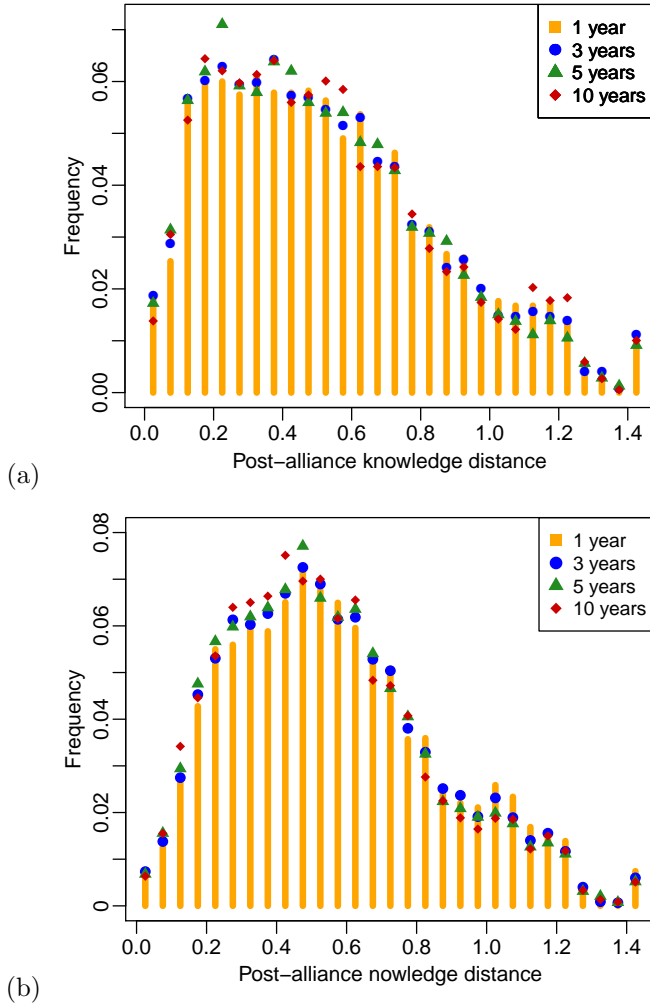 1 year
3 years
5 years
10 years
0.06
0.04
0.02
0.00
Frequency
0.0 0.2 0.4 0.6 0.8 1.0 1.2 1.4
Post−alliance knowledge distance
(a)
1 year
3 years
5 years
10 years
0.08
0.06
0.04
0.02
0
Frequency
0.0 0.2 0.4 0.6 0.8 1.0 1.2 1.4
Post−alliance nowledge distance
(b)